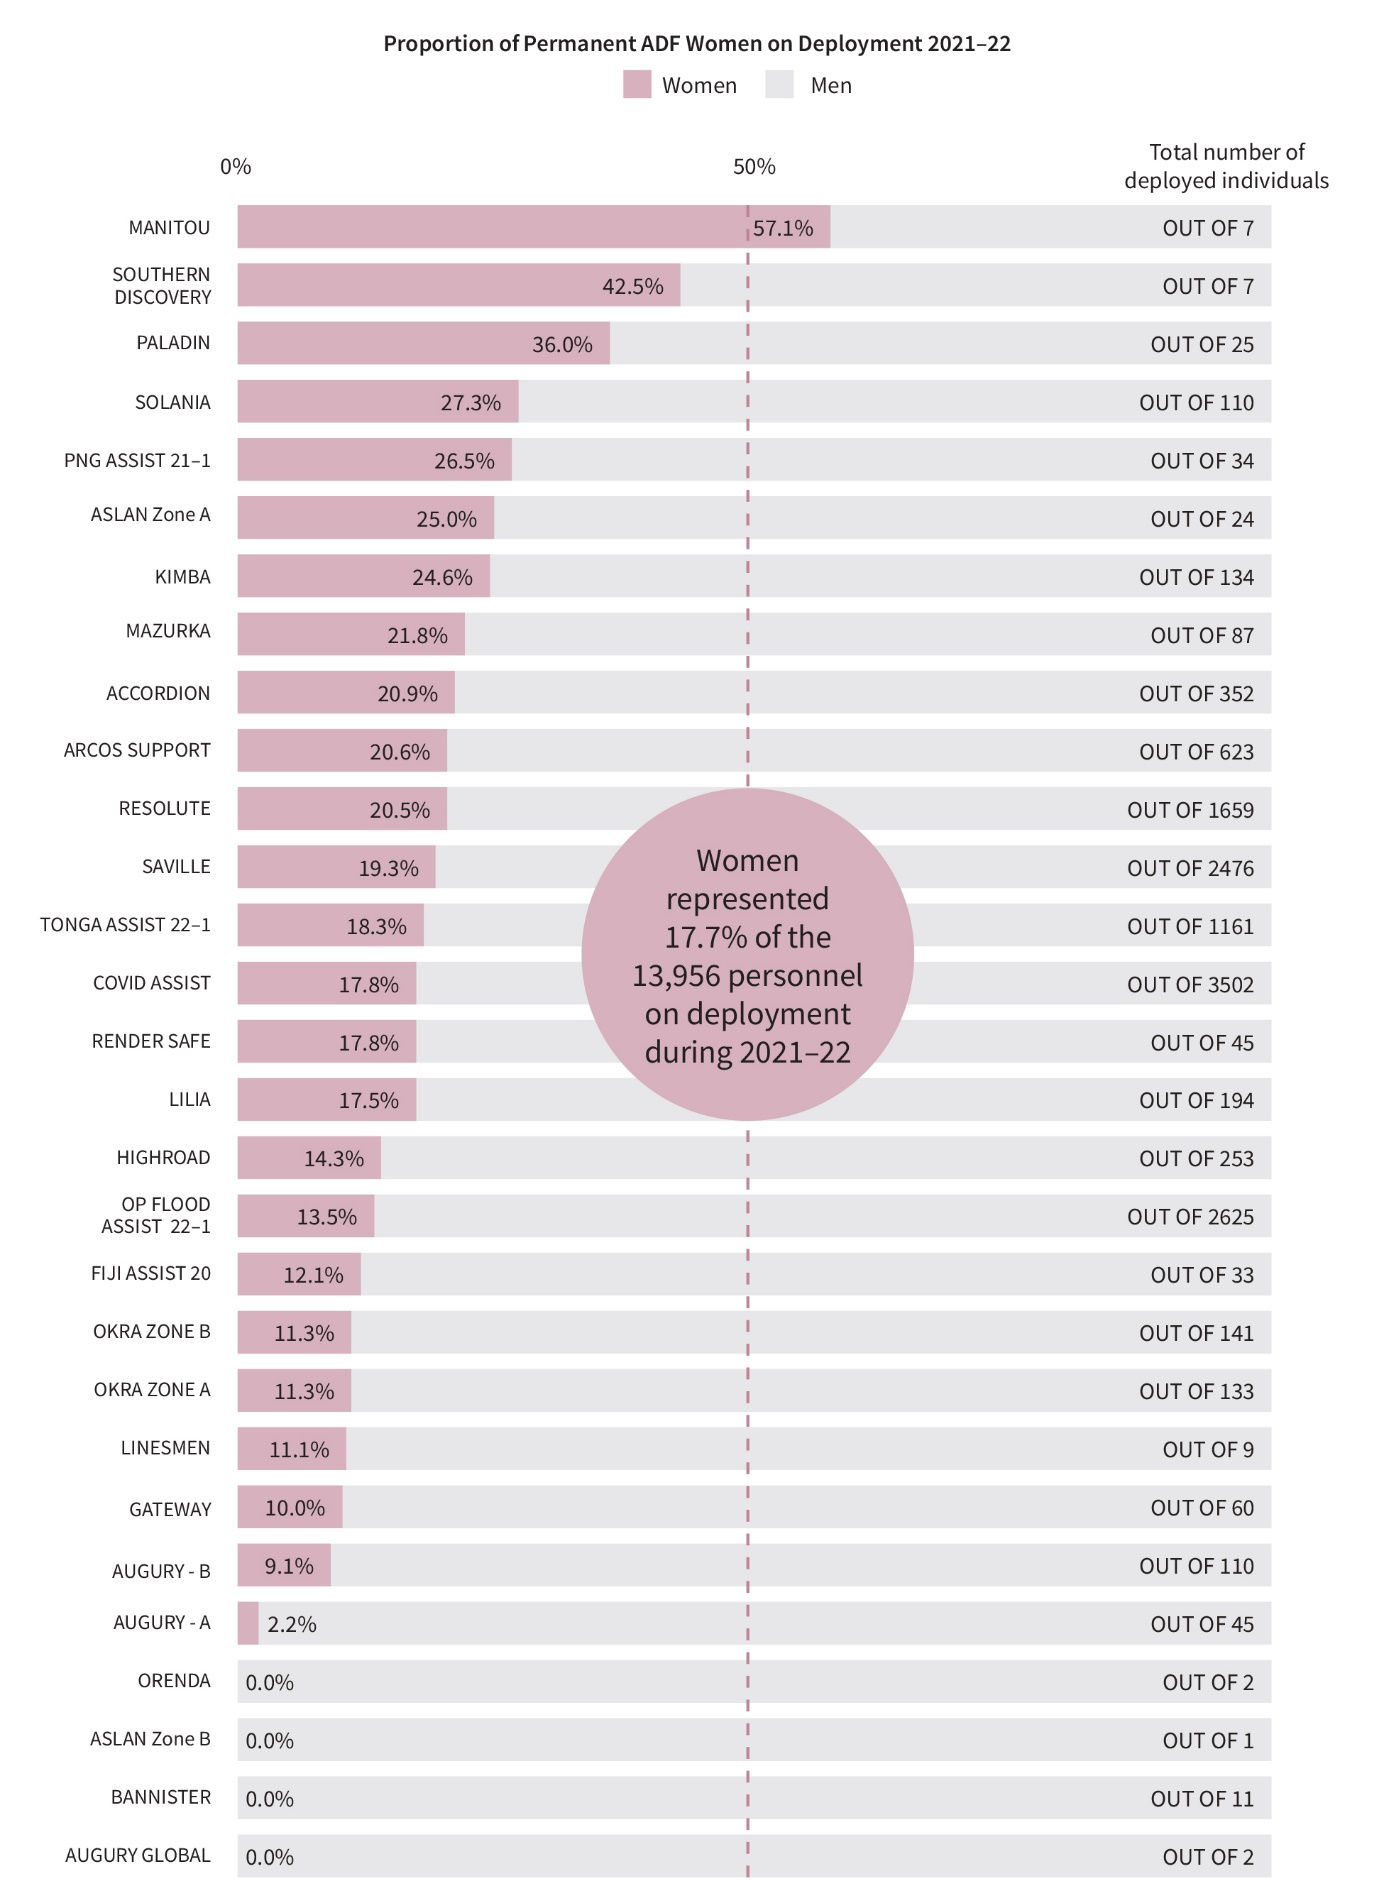 Proportion of Permanent ADF Women on Deployment 2021–22
Women Men
0% 50% Total number of
deployed individuals
MANITOU 57.1% OUT OF 7
SOUTHERN
DISCOVERY 42.5% OUT OF 7
PALADIN 36.0% OUT OF 25
SOLANIA 27.3% OUT OF 110
PNG ASSIST 21–1 26.5% OUT OF 34
ASLAN Zone A 25.0% OUT OF 24
KIMBA 24.6% OUT OF 134
MAZURKA 21.8% OUT OF 87
ACCORDION 20.9% OUT OF 352
ARCOS SUPPORT 20.6% OUT OF 623
RESOLUTE 20.5% OUT OF 1659
SAVILLE 19.3% OUT OF 2476
TONGA ASSIST 22–1 18.3% OUT OF 1161
COVID ASSIST 17.8% OUT OF 3502
RENDER SAFE 17.8% OUT OF 45
LILIA 17.5% OUT OF 194
HIGHROAD 14.3% OUT OF 253
OP FLOOD
ASSIST 22–1 13.5% OUT OF 2625
FIJI ASSIST 20 12.1% OUT OF 33
OKRA ZONE B 11.3% OUT OF 141
OKRA ZONE A 11.3% OUT OF 133
LINESMEN 11.1% OUT OF 9
GATEWAY 10.0% OUT OF 60
AUGURY - B 9.1% OUT OF 110
AUGURY - A 2.2% OUT OF 45
ORENDA 0.0% OUT OF 2
ASLAN Zone B 0.0% OUT OF 1
BANNISTER 0.0% OUT OF 11
AUGURY GLOBAL 0.0% OUT OF 2
Women
represented
17.7% of the
13,956 personnel
on deployment
during 2021–22